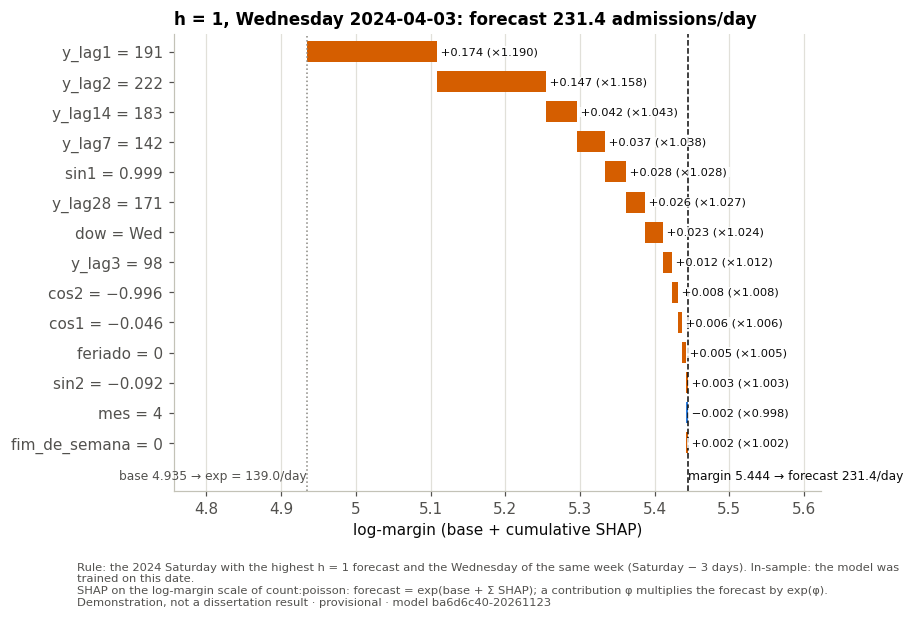 h = 1, Wednesday 2024-04-03: forecast 231.4 admissions/day
y_lag1 = 191 +0.174 (×1.190)
y_lag2 = 222 +0.147 (×1.158)
y_lag14 = 183 +0.042 (×1.043)
y_lag7 = 142 +0.037 (×1.038)
sin1 = 0.999 +0.028 (×1.028)
y_lag28 = 171 +0.026 (×1.027)
dow = Wed +0.023 (×1.024)
y_lag3 = 98 +0.012 (×1.012)
cos2 = −0.996 +0.008 (×1.008)
cos1 = −0.046 +0.006 (×1.006)
feriado = 0 +0.005 (×1.005)
sin2 = −0.092 +0.003 (×1.003)
mes = 4 −0.002 (×0.998)
fim_de_semana = 0 +0.002 (×1.002)
base 4.935 → exp = 139.0/day margin 5.444 → forecast 231.4/day
4.8 4.9 5 5.1 5.2 5.3 5.4 5.5 5.6
log-margin (base + cumulative SHAP)
Rule: the 2024 Saturday with the highest h = 1 forecast and the Wednesday of the same week (Saturday − 3 days). In-sample: the model was
trained on this date.
SHAP on the log-margin scale of count:poisson: forecast = exp(base + Σ SHAP); a contribution φ multiplies the forecast by exp(φ).
Demonstration, not a dissertation result · provisional · model ba6d6c40-20261123